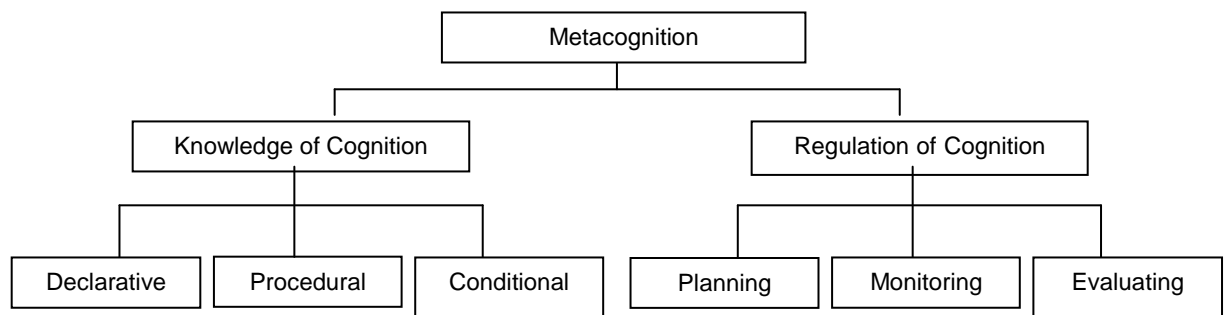 Metacognition
Knowledge of Cognition
Regulation of Cognition
Declarative
Procedural
Conditional
Planning
Monitoring
Evaluating